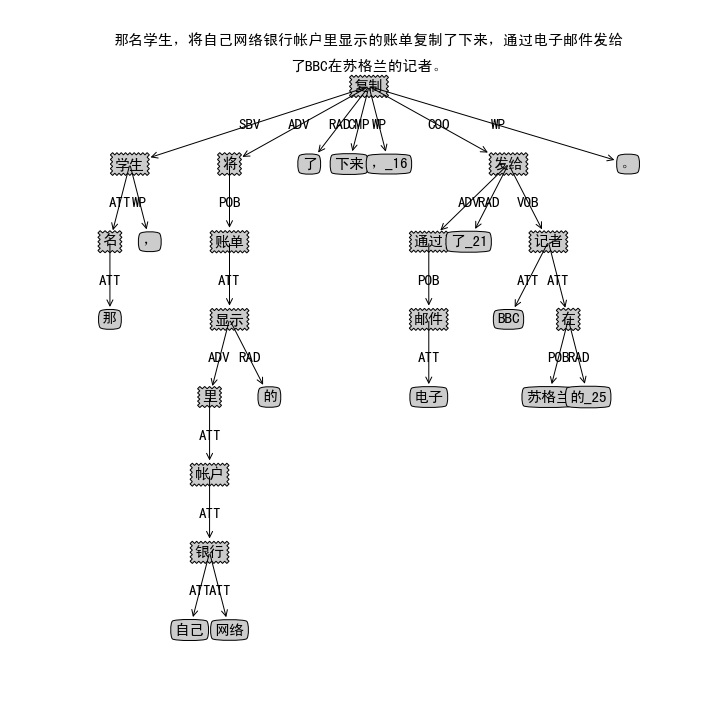 那名学生，将自己网络银行帐户里显示的账单复制了下来，通过电子邮件发给
了BBC在苏格兰的记者。
复制
SBV ADV RAD CMP WP COO WP
学生 将 了 下来 ，_16 发给 。
ATT WP POB ADV RAD VOB
名 ， 账单 通过 了_21 记者
ATT ATT POB ATT ATT
那 显示 邮件 BBC 在
ADV RAD ATT POB RAD
里 的 电子 苏格兰 的_25
ATT
帐户
ATT
银行
ATT ATT
自己 网络